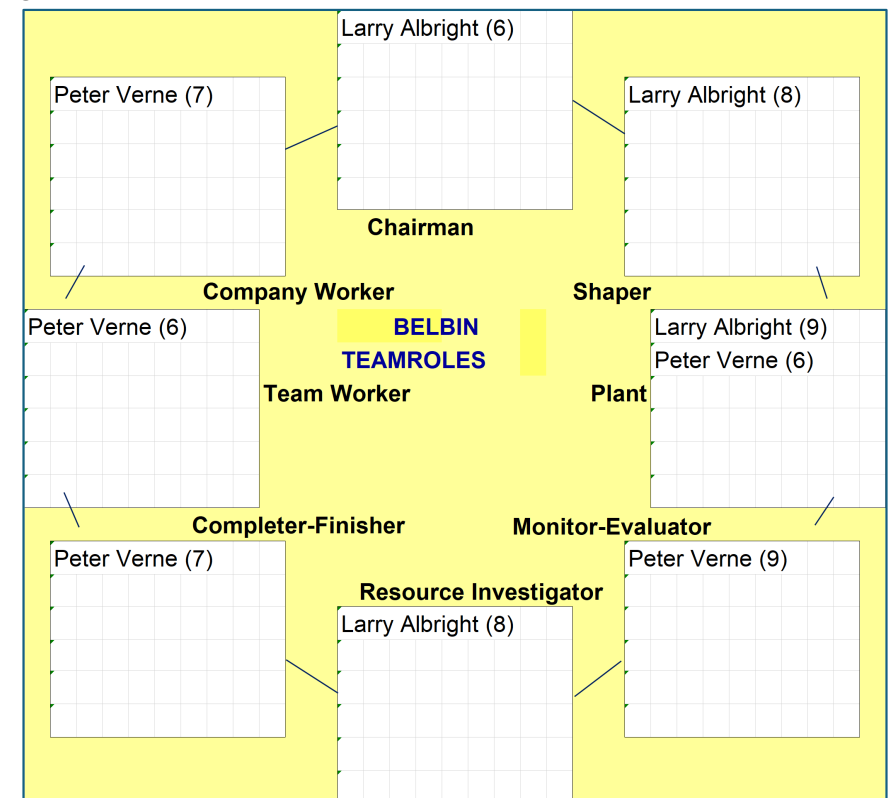 Larry Albright (6)
Peter Verne (7)
Larry Albright (8)
Chairman
Company Worker
Shaper
Peter Verne (6)
BELBIN
TEAMROLES
Larry Albright (9)
Peter Verne (6)
Team Worker
Plant
Completer-Finisher
Monitor-Evaluator
Peter Verne (7)
Peter Verne (9)
Resource Investigator
Larry Albright (8)